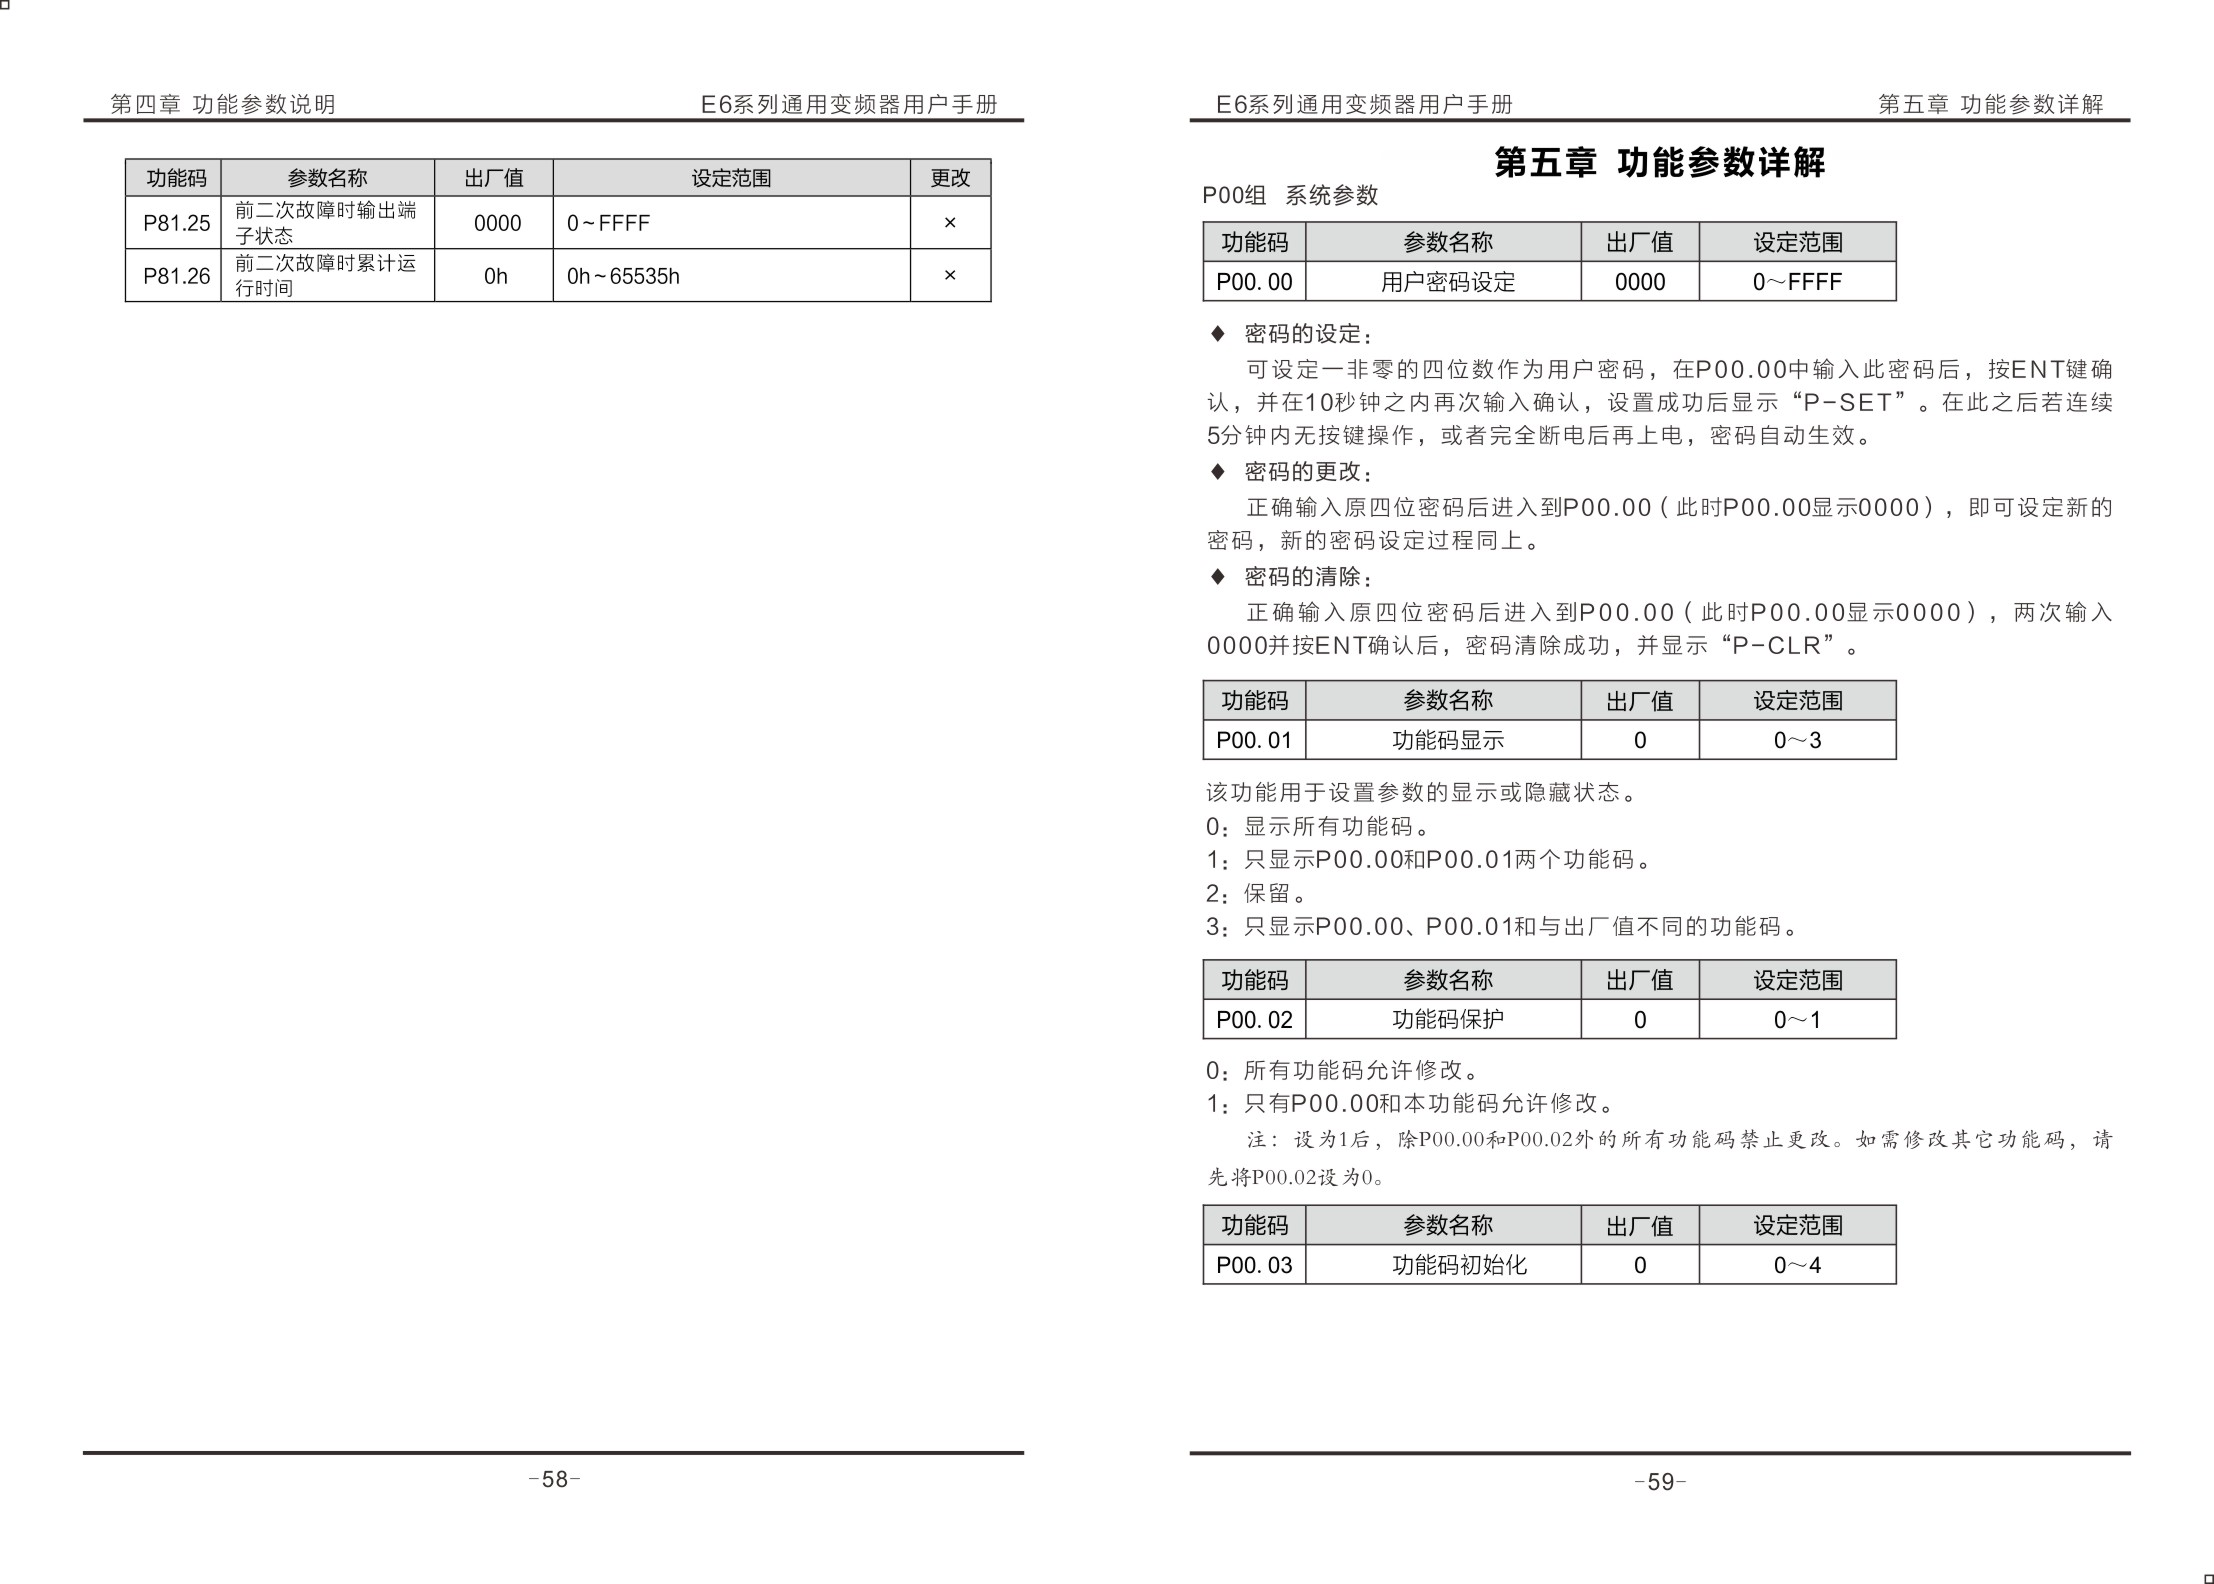 第四章 功能参数说明 E6系列通用变频器用户手册
功能码 参数名称 出厂值 设定范围 更改
P81.25 前二次故障时输出端子状态 0000 0~FFFF ×
P81.26 前二次故障时累计运行时间 0h 0h~65535h ×
-58-
E6系列通用变频器用户手册 第五章 功能参数详解
第五章 功能参数详解
P00组 系统参数
功能码 参数名称 出厂值 设定范围
P00.00 用户密码设定 0000 0～FFFF
♦ 密码的设定：
可设定一非零的四位数作为用户密码，在P00.00中输入此密码后，按ENT键确
认，并在10秒钟之内再次输入确认，设置成功后显示“P-SET”。在此之后若连续
5分钟内无按键操作，或者完全断电后再上电，密码自动生效。
♦ 密码的更改：
正确输入原四位密码后进入到P00.00（此时P00.00显示0000），即可设定新的
密码，新的密码设定过程同上。
♦ 密码的清除：
正确输入原四位密码后进入到P00.00（此时P00.00显示0000），两次输入
0000并按ENT确认后，密码清除成功，并显示“P-CLR”。
功能码 参数名称 出厂值 设定范围
P00.01 功能码显示 0 0～3
该功能用于设置参数的显示或隐藏状态。
0：显示所有功能码。
1：只显示P00.00和P00.01两个功能码。
2：保留。
3：只显示P00.00、P00.01和与出厂值不同的功能码。
功能码 参数名称 出厂值 设定范围
P00.02 功能码保护 0 0～1
0：所有功能码允许修改。
1：只有P00.00和本功能码允许修改。
注：设为1后，除P00.00和P00.02外的所有功能码禁止更改。如需修改其它功能码，请
先将P00.02设为0。
功能码 参数名称 出厂值 设定范围
P00.03 功能码初始化 0 0～4
-59-